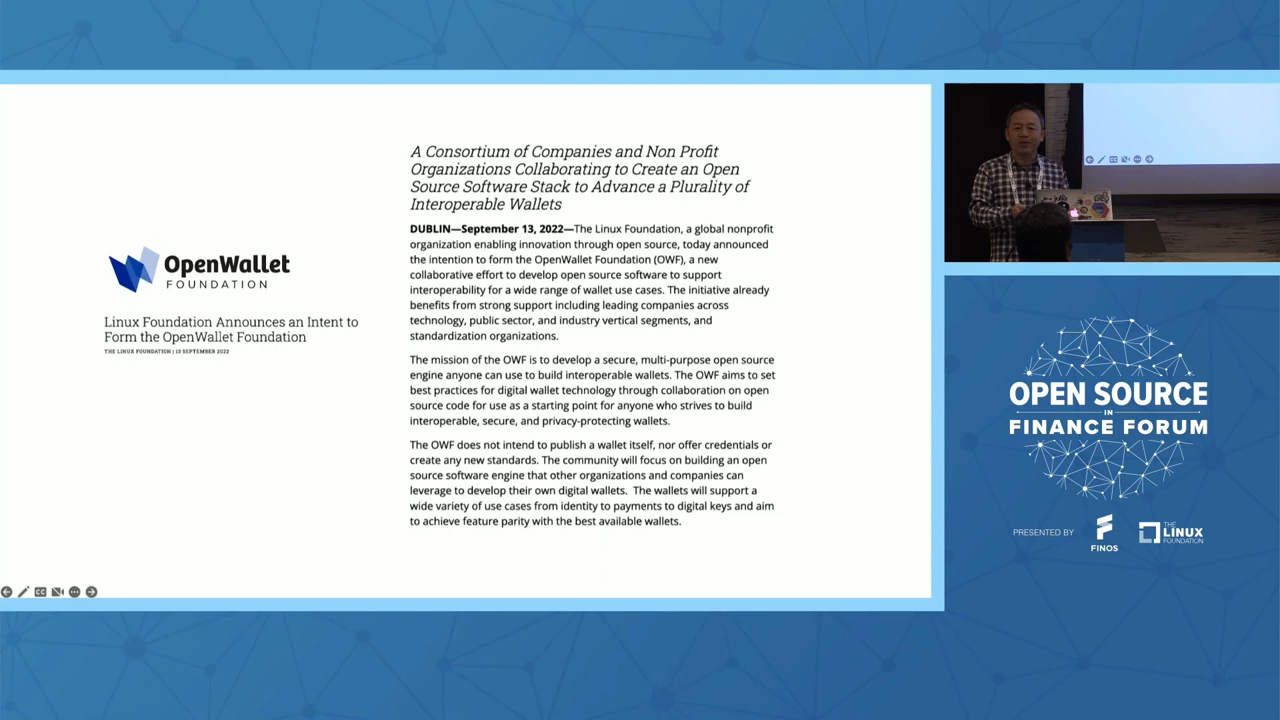 OpenWallet
FOUNDATION
Linux Foundation Announces an Intent to
Form the OpenWallet Foundation
THE LINUX FOUNDATION | 13 SEPTEMBER 2022
A Consortium of Companies and Non Profit
Organizations Collaborating to Create an Open
Source Software Stack to Advance a Plurality of
Interoperable Wallets
DUBLIN—September 13, 2022—The Linux Foundation, a global nonprofit
organization enabling innovation through open source, today announced
the intention to form the OpenWallet Foundation (OWF), a new
collaborative effort to develop open source software to support
interoperability for a wide range of wallet use cases. The initiative already
benefits from strong support including leading companies across
technology, public sector, and industry vertical segments, and
standardization organizations.
The mission of the OWF is to develop a secure, multi-purpose open source
engine anyone can use to build interoperable wallets. The OWF aims to set
best practices for digital wallet technology through collaboration on open
source code for use as a starting point for anyone who strives to build
interoperable, secure, and privacy-protecting wallets.
The OWF does not intend to publish a wallet itself, nor offer credentials or
create any new standards. The community will focus on building an open
source software engine that other organizations and companies can
leverage to develop their own digital wallets. The wallets will support a
wide variety of use cases from identity to payments to digital keys and aim
to achieve feature parity with the best available wallets.
CC
OPEN SOURCE
IN
FINANCE FORUM
PRESENTED BY
FINOS
THE
LINUX
FOUNDATION